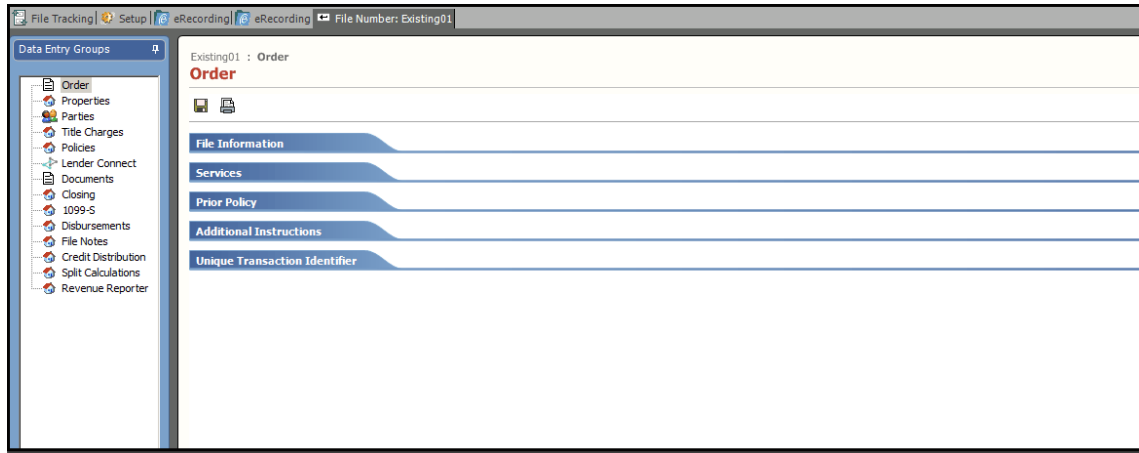 File Tracking Setup eRecording eRecording File Number: Existing01
Data Entry Groups
Order
Properties
Parties
Title Charges
Policies
Lender Connect
Documents
Closing
1099-S
Disbursements
File Notes
Credit Distribution
Split Calculations
Revenue Reporter
Existing01 : Order
Order
File Information
Services
Prior Policy
Additional Instructions
Unique Transaction Identifier